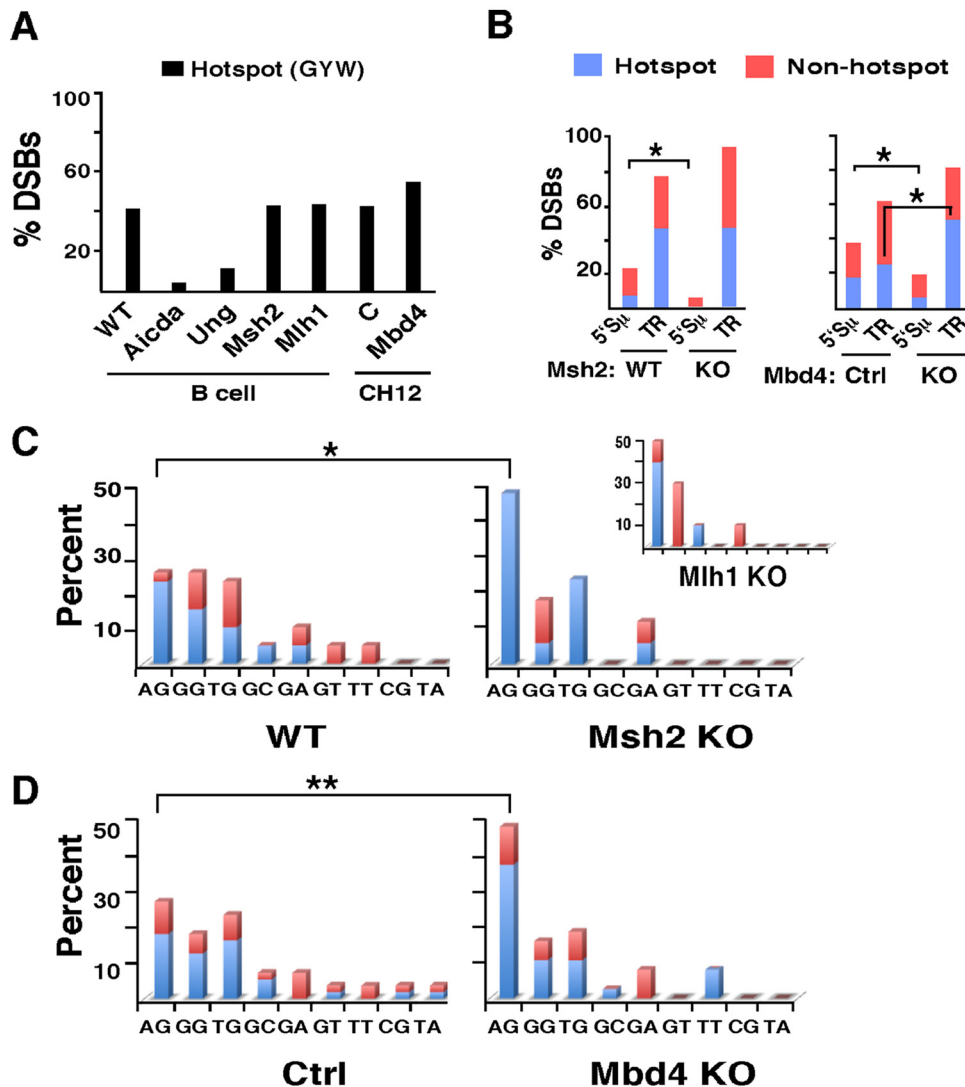 A
Hotspot (GYW)
% DSBs
100
60
20
WT
Aicda
Ung
Msh2
Mlh1
C
Mbd4
B cell
CH12
B
Hotspot
Non-hotspot
% DSBs
100
60
20
*
5'Sμ
TR
5'Sμ
TR
Msh2: WT KO
*
*
5'Sμ
TR
5'Sμ
TR
Mbd4: Ctrl KO
C
*
Percent
50
30
10
AG GG TG GC GA GT TT CG TA
WT
AG GG TG GC GA GT TT CG TA
Msh2 KO
50
30
10
Mlh1 KO
D
**
Percent
50
30
10
AG GG TG GC GA GT TT CG TA
Ctrl
AG GG TG GC GA GT TT CG TA
Mbd4 KO